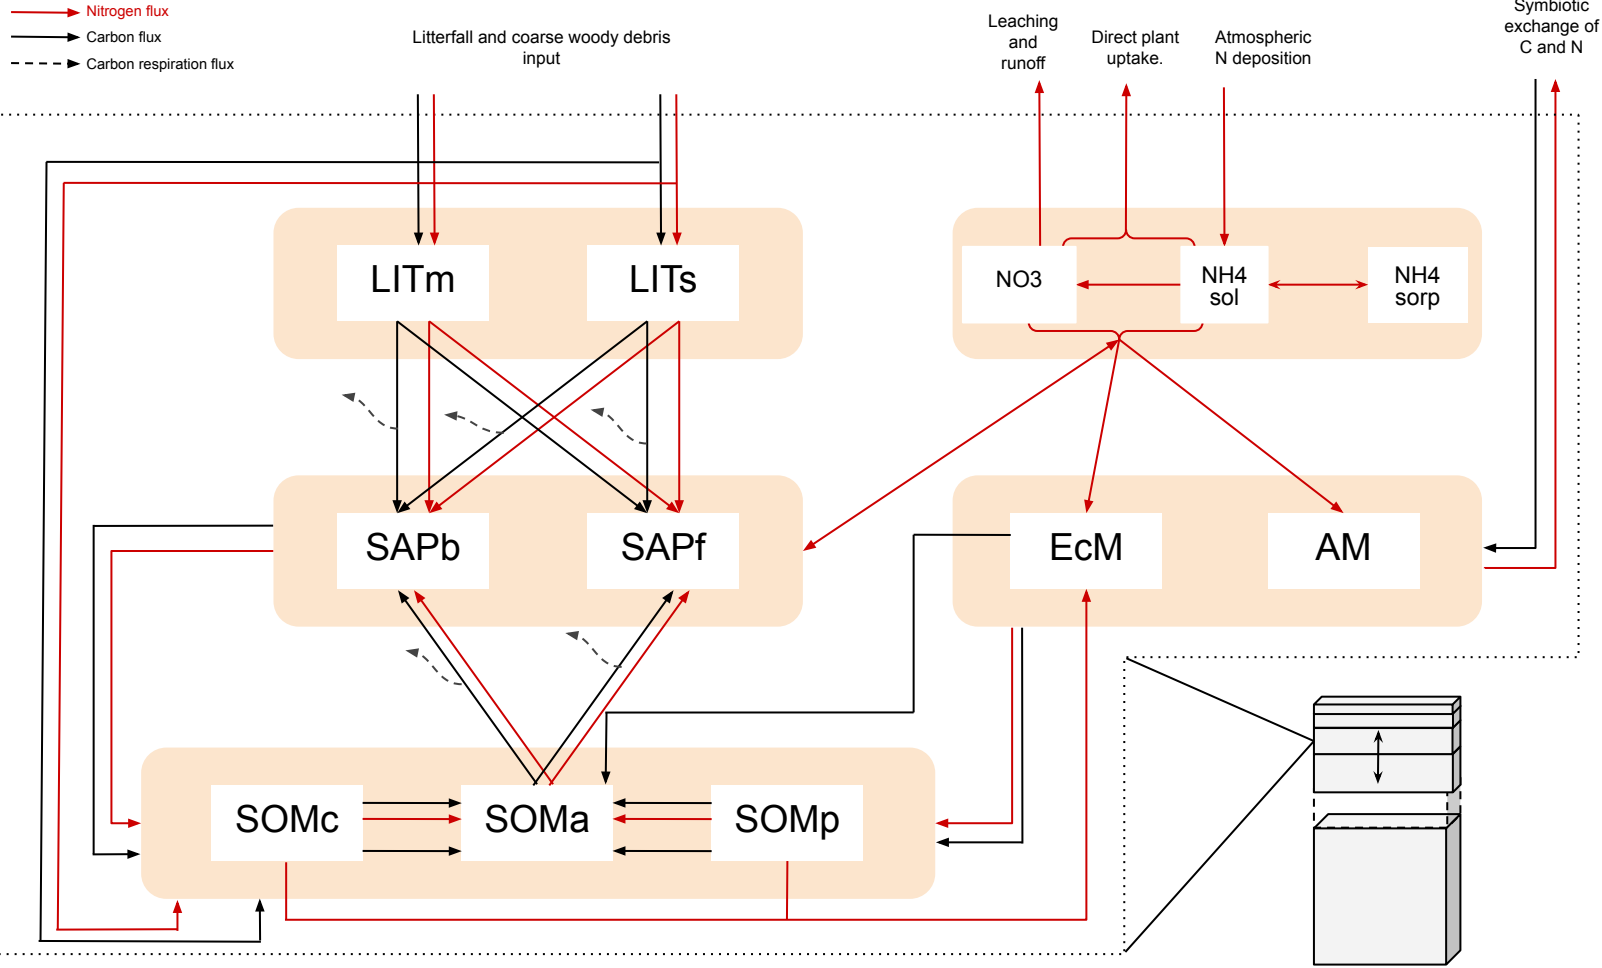 Nitrogen flux
Carbon flux
Carbon respiration flux
Litterfall and coarse woody debris
input
Leaching
and
runoff
Direct plant
uptake.
Atmospheric
N deposition
Symbiotic
exchange of
C and N
LITm
LITs
NO3
NH4
sol
NH4
sorp
SAPb
SAPf
EcM
AM
SOMc
SOMa
SOMp